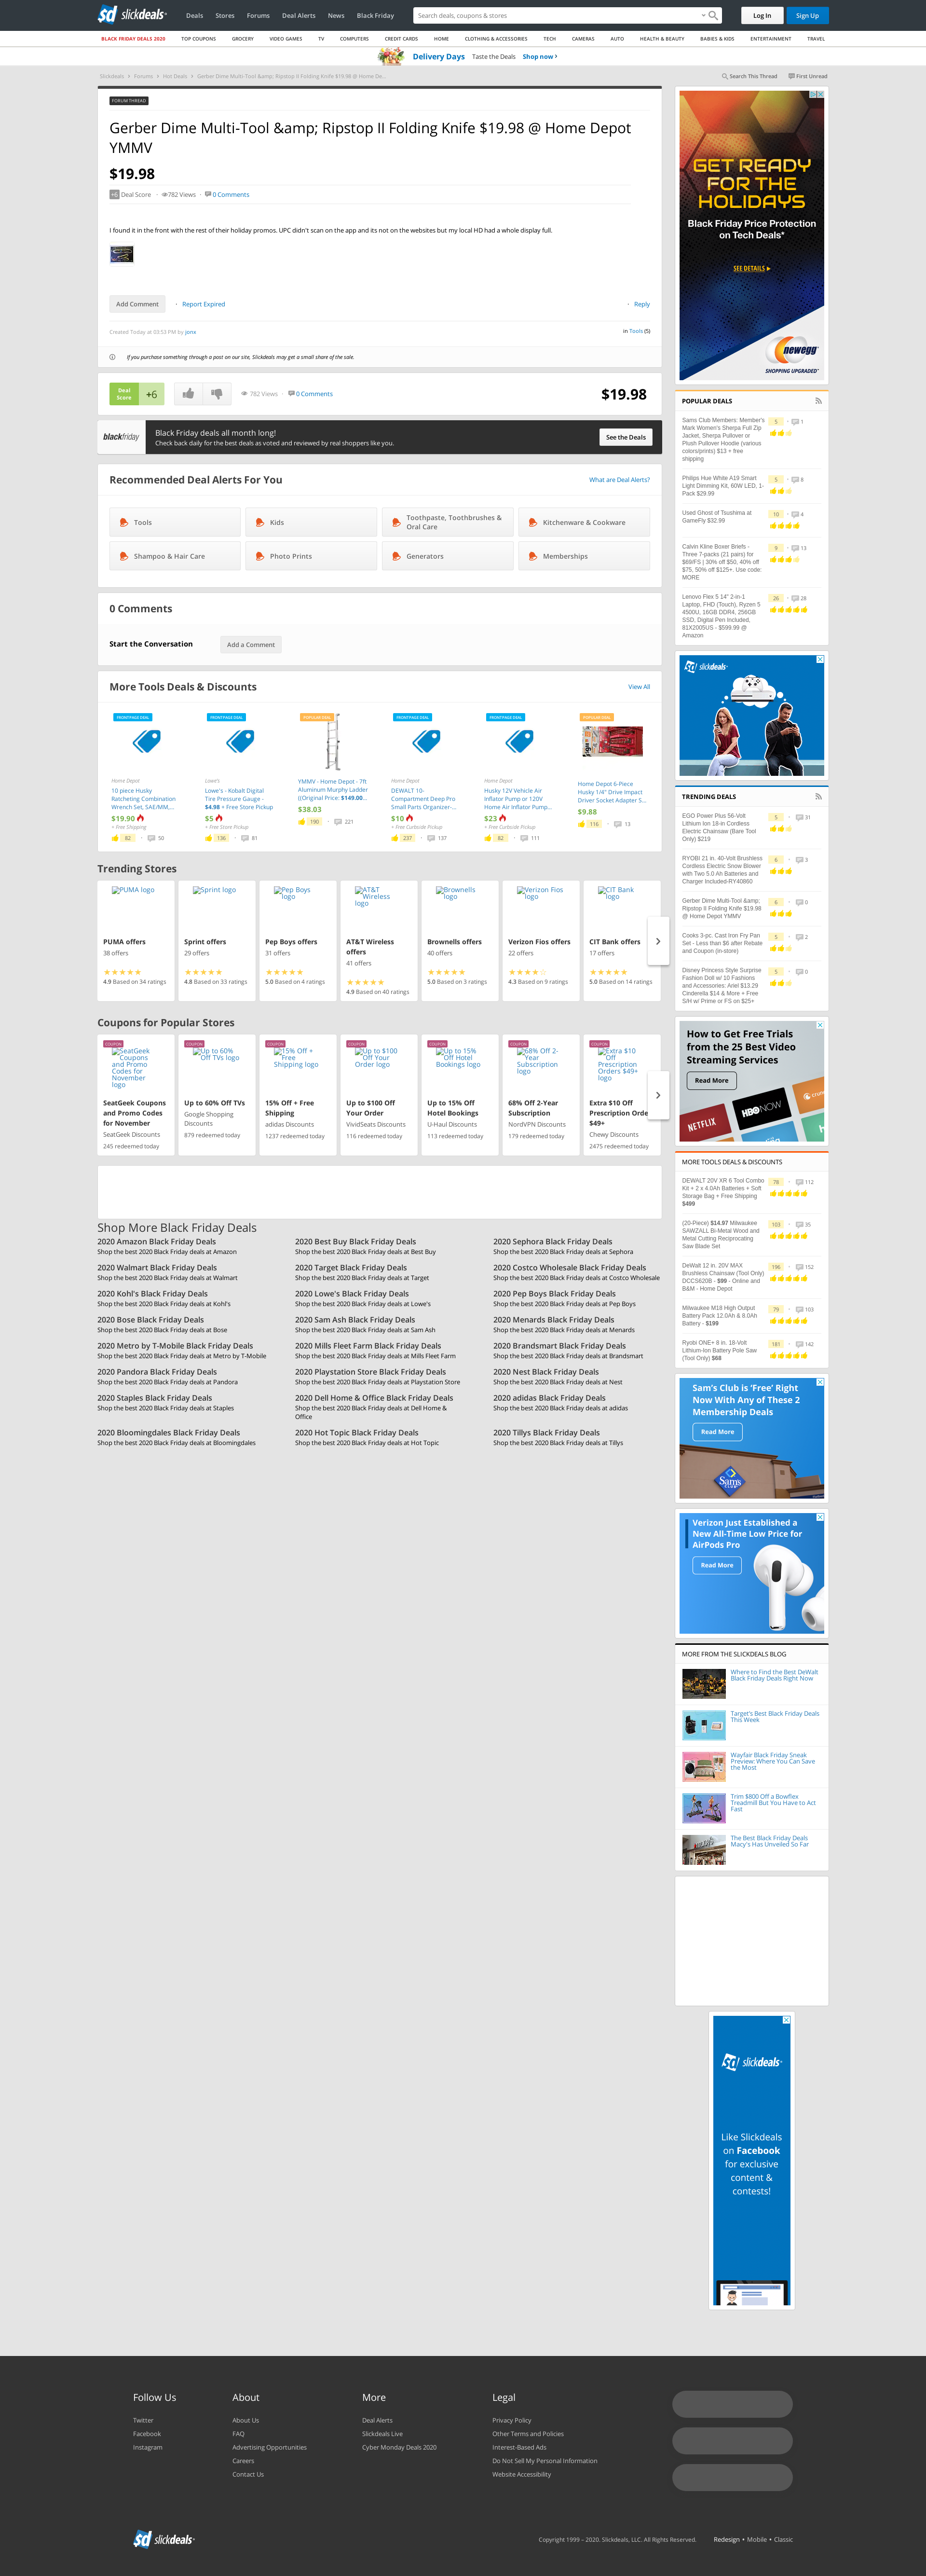 slickdeals
Deals Stores Forums Deal Alerts News Black Friday
Search deals, coupons & stores
Log In
Sign Up
BLACK FRIDAY DEALS 2020 TOP COUPONS GROCERY VIDEO GAMES TV COMPUTERS CREDIT CARDS HOME CLOTHING & ACCESSORIES TECH CAMERAS AUTO HEALTH & BEAUTY BABIES & KIDS ENTERTAINMENT TRAVEL
Delivery Days Taste the Deals Shop now ›
Slickdeals › Forums › Hot Deals › Gerber Dime Multi-Tool &amp; Ripstop II Folding Knife $19.98 @ Home De...
Search This Thread First Unread
FORUM THREAD
Gerber Dime Multi-Tool &amp; Ripstop II Folding Knife $19.98 @ Home Depot
YMMV
$19.98
+6 Deal Score 782 Views 0 Comments
I found it in the front with the rest of their holiday promos. UPC didn't scan on the app and its not on the websites but my local HD had a whole display full.
Add Comment
Report Expired
Reply
Created Today at 03:53 PM by jonx
in Tools (5)
If you purchase something through a post on our site, Slickdeals may get a small share of the sale.
Deal
Score
+6
782 Views 0 Comments
$19.98
blackfriday
Black Friday deals all month long!
Check back daily for the best deals as voted and reviewed by real shoppers like you.
See the Deals
Recommended Deal Alerts For You
What are Deal Alerts?
Tools
Kids
Toothpaste, Toothbrushes &
Oral Care
Kitchenware & Cookware
Shampoo & Hair Care
Photo Prints
Generators
Memberships
0 Comments
Start the Conversation
Add a Comment
More Tools Deals & Discounts
View All
FRONTPAGE DEAL
Home Depot
10 piece Husky
Ratcheting Combination
Wrench Set, SAE/MM,...
$19.90
+ Free Shipping
82 50
FRONTPAGE DEAL
Lowe's
Lowe's - Kobalt Digital
Tire Pressure Gauge -
$4.98 + Free Store Pickup
$5
+ Free Store Pickup
136 81
POPULAR DEAL
YMMV - Home Depot - 7ft
Aluminum Murphy Ladder
((Original Price: $149.00...
$38.03
190 221
FRONTPAGE DEAL
Home Depot
DEWALT 10-
Compartment Deep Pro
Small Parts Organizer-...
$10
+ Free Curbside Pickup
237 137
FRONTPAGE DEAL
Home Depot
Husky 12V Vehicle Air
Inflator Pump or 120V
Home Air Inflator Pump...
$23
+ Free Curbside Pickup
82 111
POPULAR DEAL
Home Depot 6-Piece
Husky 1/4" Drive Impact
Driver Socket Adapter S...
$9.88
116 13
Trending Stores
PUMA logo
PUMA offers
38 offers
4.9 Based on 34 ratings
Sprint logo
Sprint offers
29 offers
4.8 Based on 33 ratings
Pep Boys
logo
Pep Boys offers
31 offers
5.0 Based on 4 ratings
AT&T
Wireless
logo
AT&T Wireless
offers
41 offers
4.9 Based on 40 ratings
Brownells
logo
Brownells offers
40 offers
5.0 Based on 3 ratings
Verizon Fios
logo
Verizon Fios offers
22 offers
4.3 Based on 9 ratings
CIT Bank
logo
CIT Bank offers
17 offers
5.0 Based on 14 ratings
Coupons for Popular Stores
COUPON
SeatGeek
Coupons
and Promo
Codes for
November
logo
SeatGeek Coupons
and Promo Codes
for November
SeatGeek Discounts
245 redeemed today
COUPON
Up to 60%
Off TVs logo
Up to 60% Off TVs
Google Shopping
Discounts
879 redeemed today
COUPON
15% Off +
Free
Shipping logo
15% Off + Free
Shipping
adidas Discounts
1237 redeemed today
COUPON
Up to $100
Off Your
Order logo
Up to $100 Off
Your Order
VividSeats Discounts
116 redeemed today
COUPON
Up to 15%
Off Hotel
Bookings logo
Up to 15% Off
Hotel Bookings
U-Haul Discounts
113 redeemed today
COUPON
68% Off 2-
Year
Subscription
logo
68% Off 2-Year
Subscription
NordVPN Discounts
179 redeemed today
COUPON
Extra $10
Off
Prescription
Orders $49+
logo
Extra $10 Off
Prescription Orde
$49+
Chewy Discounts
2475 redeemed today
Shop More Black Friday Deals
2020 Amazon Black Friday Deals
Shop the best 2020 Black Friday deals at Amazon
2020 Best Buy Black Friday Deals
Shop the best 2020 Black Friday deals at Best Buy
2020 Sephora Black Friday Deals
Shop the best 2020 Black Friday deals at Sephora
2020 Walmart Black Friday Deals
Shop the best 2020 Black Friday deals at Walmart
2020 Target Black Friday Deals
Shop the best 2020 Black Friday deals at Target
2020 Costco Wholesale Black Friday Deals
Shop the best 2020 Black Friday deals at Costco Wholesale
2020 Kohl's Black Friday Deals
Shop the best 2020 Black Friday deals at Kohl's
2020 Lowe's Black Friday Deals
Shop the best 2020 Black Friday deals at Lowe's
2020 Pep Boys Black Friday Deals
Shop the best 2020 Black Friday deals at Pep Boys
2020 Bose Black Friday Deals
Shop the best 2020 Black Friday deals at Bose
2020 Sam Ash Black Friday Deals
Shop the best 2020 Black Friday deals at Sam Ash
2020 Menards Black Friday Deals
Shop the best 2020 Black Friday deals at Menards
2020 Metro by T-Mobile Black Friday Deals
Shop the best 2020 Black Friday deals at Metro by T-Mobile
2020 Mills Fleet Farm Black Friday Deals
Shop the best 2020 Black Friday deals at Mills Fleet Farm
2020 Brandsmart Black Friday Deals
Shop the best 2020 Black Friday deals at Brandsmart
2020 Pandora Black Friday Deals
Shop the best 2020 Black Friday deals at Pandora
2020 Playstation Store Black Friday Deals
Shop the best 2020 Black Friday deals at Playstation Store
2020 Nest Black Friday Deals
Shop the best 2020 Black Friday deals at Nest
2020 Staples Black Friday Deals
Shop the best 2020 Black Friday deals at Staples
2020 Dell Home & Office Black Friday Deals
Shop the best 2020 Black Friday deals at Dell Home &
Office
2020 adidas Black Friday Deals
Shop the best 2020 Black Friday deals at adidas
2020 Bloomingdales Black Friday Deals
Shop the best 2020 Black Friday deals at Bloomingdales
2020 Hot Topic Black Friday Deals
Shop the best 2020 Black Friday deals at Hot Topic
2020 Tillys Black Friday Deals
Shop the best 2020 Black Friday deals at Tillys
GET READY
FOR THE
HOLIDAYS
Black Friday Price Protection
on Tech Deals*
SEE DETAILS
newegg
SHOPPING UPGRADED
POPULAR DEALS
Sams Club Members: Member's
Mark Women's Sherpa Full Zip
Jacket, Sherpa Pullover or
Plush Pullover Hoodie (various
colors/prints) $13 + free
shipping
5 1
Philips Hue White A19 Smart
Light Dimming Kit, 60W LED, 1-
Pack $29.99
5 8
Used Ghost of Tsushima at
GameFly $32.99
10 4
Calvin Kline Boxer Briefs -
Three 7-packs (21 pairs) for
$69/FS | 30% off $50, 40% off
$75, 50% off $125+. Use code:
MORE
9 13
Lenovo Flex 5 14" 2-in-1
Laptop, FHD (Touch), Ryzen 5
4500U, 16GB DDR4, 256GB
SSD, Digital Pen Included,
81X2005US - $599.99 @
Amazon
26 28
slickdeals
TRENDING DEALS
EGO Power Plus 56-Volt
Lithium Ion 18-in Cordless
Electric Chainsaw (Bare Tool
Only) $219
5 31
RYOBI 21 in. 40-Volt Brushless
Cordless Electric Snow Blower
with Two 5.0 Ah Batteries and
Charger Included-RY40860
6 3
Gerber Dime Multi-Tool &amp;
Ripstop II Folding Knife $19.98
@ Home Depot YMMV
6 0
Cooks 3-pc. Cast Iron Fry Pan
Set - Less than $6 after Rebate
and Coupon (in-store)
5 2
Disney Princess Style Surprise
Fashion Doll w/ 10 Fashions
and Accessories: Ariel $13.29
Cinderella $14 & More + Free
S/H w/ Prime or FS on $25+
5 0
How to Get Free Trials
from the 25 Best Video
Streaming Services
Read More
NETFLIX
HBO NOW
MORE TOOLS DEALS & DISCOUNTS
DEWALT 20V XR 6 Tool Combo
Kit + 2 x 4.0Ah Batteries + Soft
Storage Bag + Free Shipping
$499
78 112
(20-Piece) $14.97 Milwaukee
SAWZALL Bi-Metal Wood and
Metal Cutting Reciprocating
Saw Blade Set
103 35
DeWalt 12 in. 20V MAX
Brushless Chainsaw (Tool Only)
DCCS620B - $99 - Online and
B&M - Home Depot
196 152
Milwaukee M18 High Output
Battery Pack 12.0Ah & 8.0Ah
Battery - $199
79 103
Ryobi ONE+ 8 in. 18-Volt
Lithium-Ion Battery Pole Saw
(Tool Only) $68
181 142
Sam's Club is 'Free' Right
Now With Any of These 2
Membership Deals
Read More
Sam's
CLUB
Verizon Just Established a
New All-Time Low Price for
AirPods Pro
Read More
MORE FROM THE SLICKDEALS BLOG
Where to Find the Best DeWalt
Black Friday Deals Right Now
Target's Best Black Friday Deals
This Week
Wayfair Black Friday Sneak
Preview: Where You Can Save
the Most
Trim $800 Off a Bowflex
Treadmill But You Have to Act
Fast
The Best Black Friday Deals
Macy's Has Unveiled So Far
slickdeals
Like Slickdeals
on Facebook
for exclusive
content &
contests!
Follow Us
Twitter
Facebook
Instagram
About
About Us
FAQ
Advertising Opportunities
Careers
Contact Us
More
Deal Alerts
Slickdeals Live
Cyber Monday Deals 2020
Legal
Privacy Policy
Other Terms and Policies
Interest-Based Ads
Do Not Sell My Personal Information
Website Accessibility
slickdeals
Copyright 1999 – 2020. Slickdeals, LLC. All Rights Reserved. Redesign • Mobile • Classic